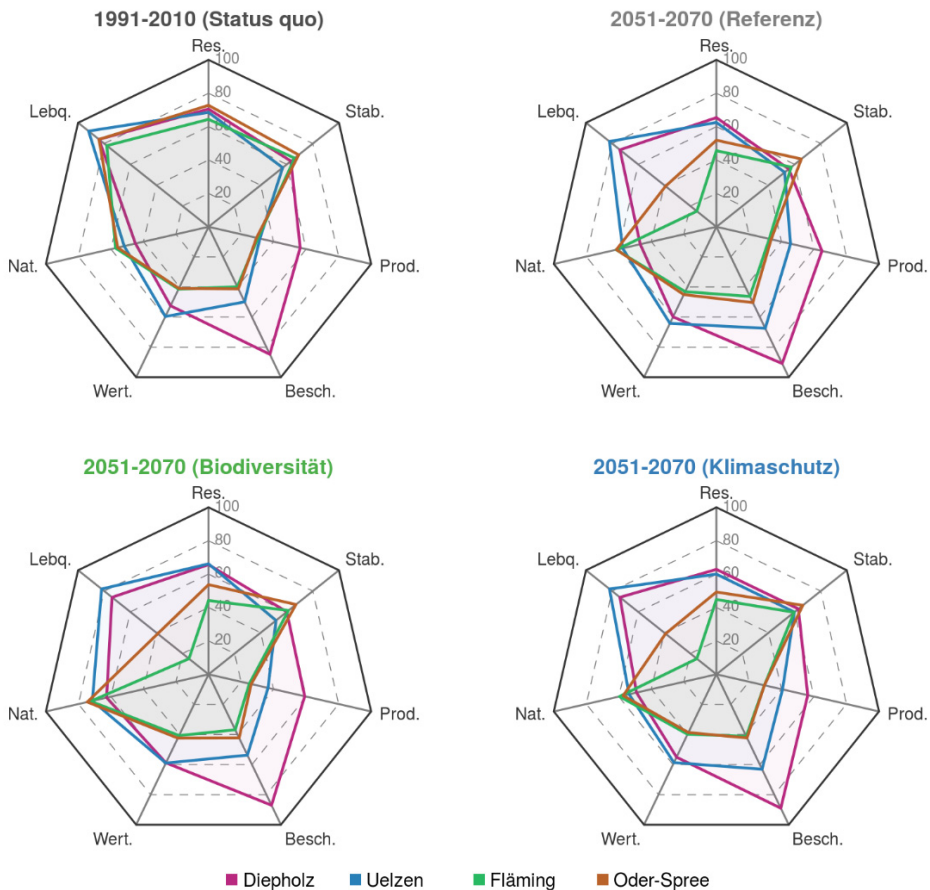 1991-2010 (Status quo)
Res.
100
80
60
40
20
Stab.
Prod.
Besch.
Wert.
Nat.
Lebq.
2051-2070 (Referenz)
Res.
100
80
60
40
20
Stab.
Prod.
Besch.
Wert.
Nat.
Lebq.
2051-2070 (Biodiversität)
Res.
100
80
60
40
20
Stab.
Prod.
Besch.
Wert.
Nat.
Lebq.
2051-2070 (Klimaschutz)
Res.
100
80
60
40
20
Stab.
Prod.
Besch.
Wert.
Nat.
Lebq.
Diepholz Uelzen Fläming Oder-Spree